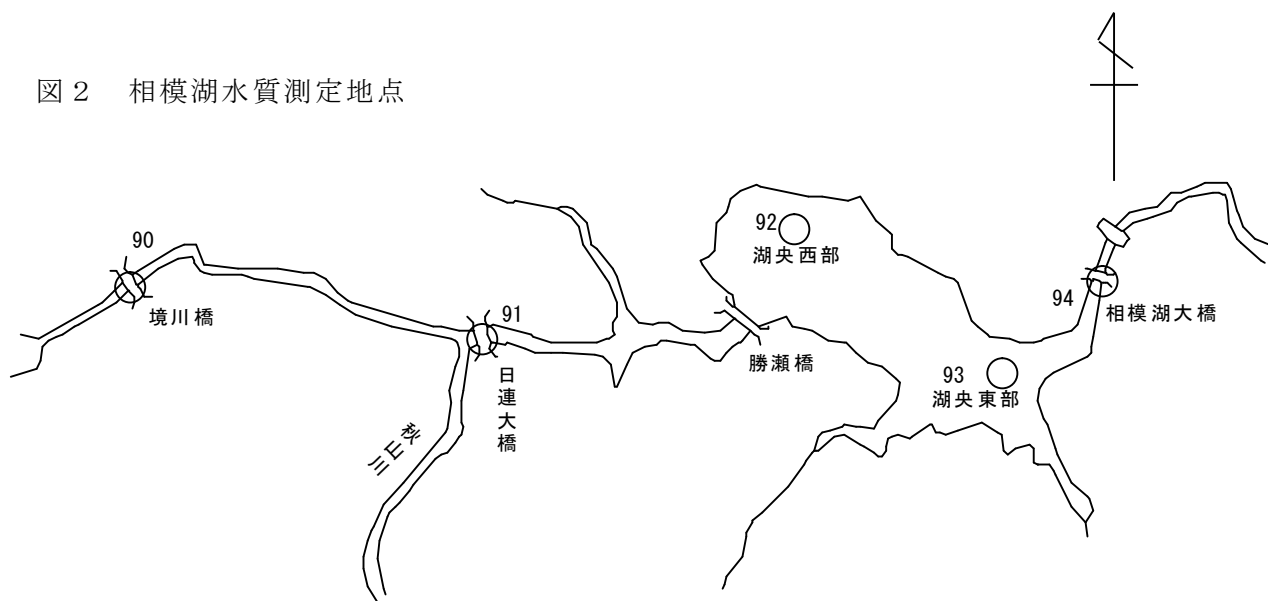 図2 相模湖水質測定地点
90
境川橋
91
日連大橋
秋山川
92
湖央西部
勝瀬橋
93
湖央東部
94
相模湖大橋